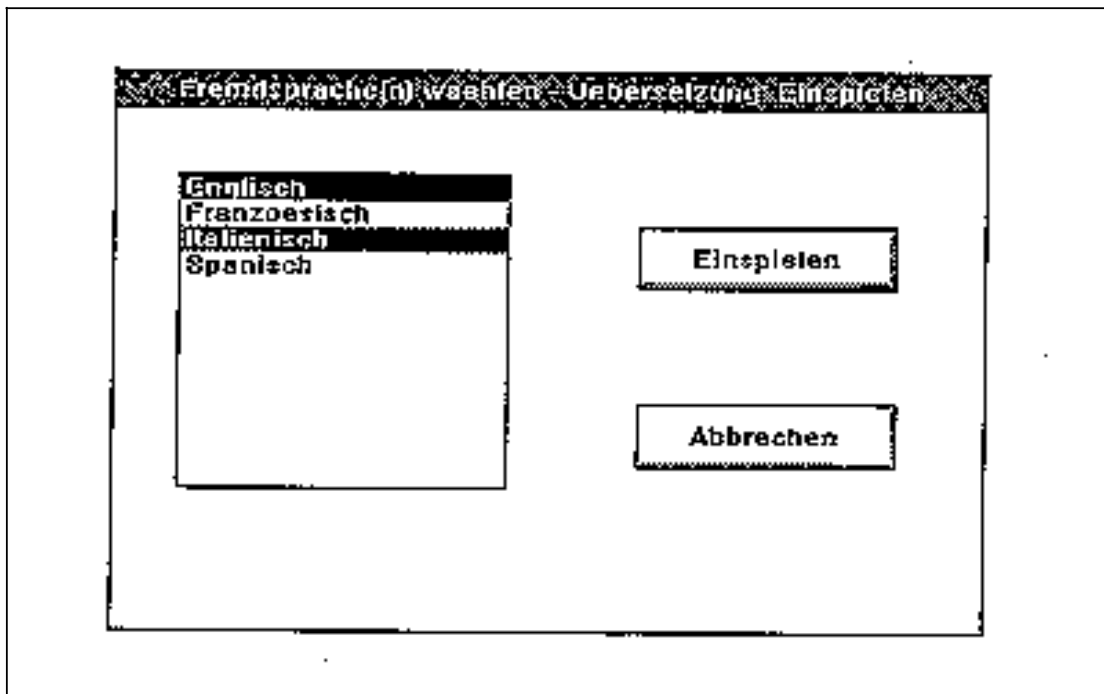 Fremdsprache(n) waehlen - Uebersetzung Einspielen
Englisch
Franzoesisch
Italienisch
Spanisch
Einspielen
Abbrechen